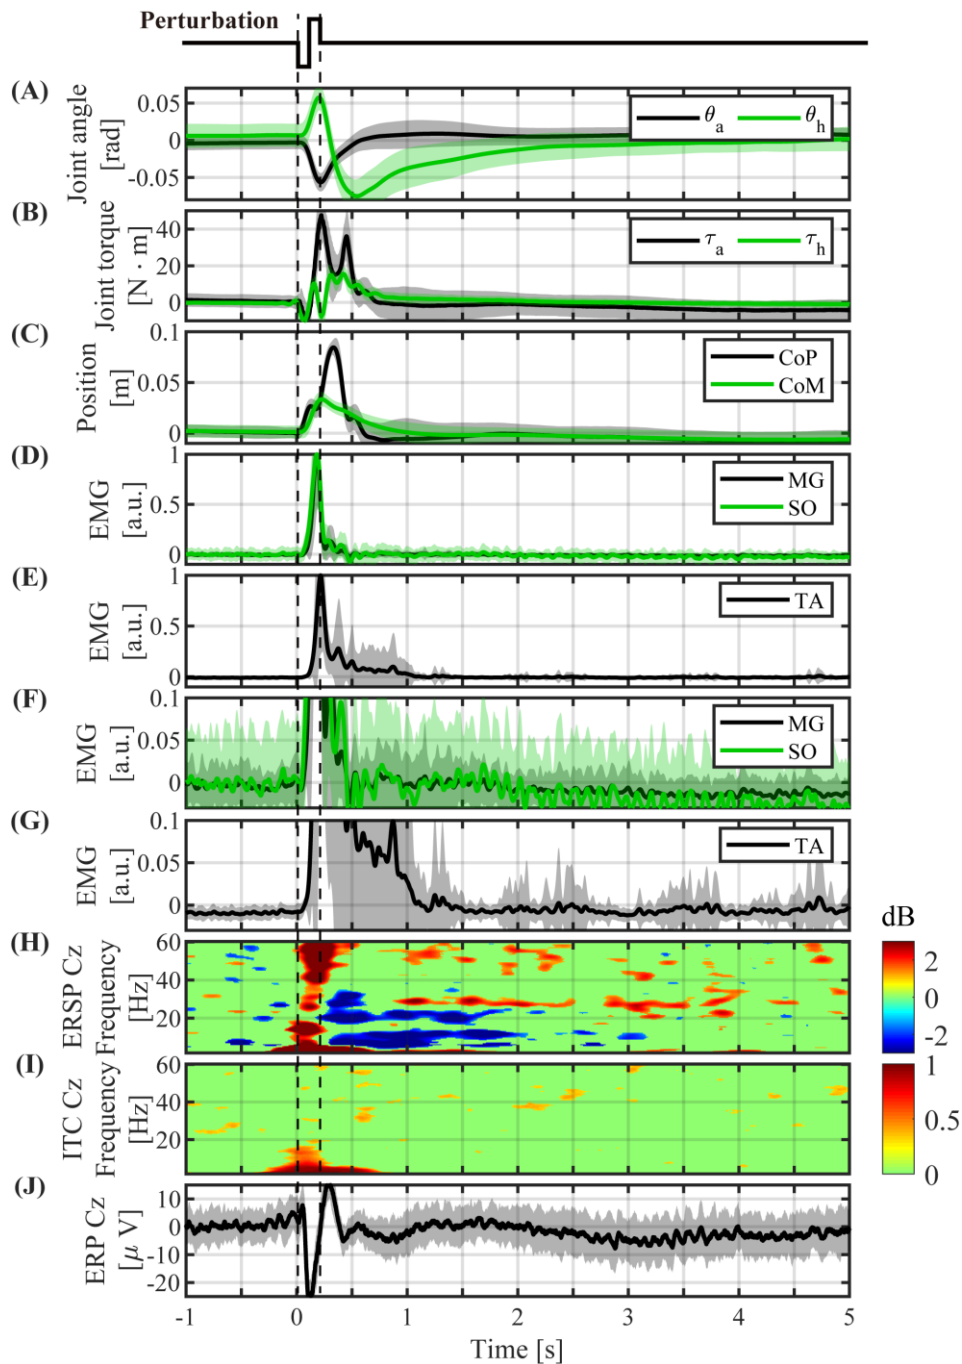 Perturbation
(A)
Joint angle
[rad]
0.05
0
-0.05
θa θh
(B)
Joint torque
[N · m]
40
20
0
τa τh
(C)
Position
[m]
0.1
0.05
0
CoP
CoM
(D)
EMG
[a.u.]
1
0.5
0
MG
SO
(E)
EMG
[a.u.]
1
0.5
0
TA
(F)
EMG
[a.u.]
0.1
0.05
0
MG
SO
(G)
EMG
[a.u.]
0.1
0.05
0
TA
(H)
ERSP Cz
Frequency
[Hz]
60
40
20
dB
2
0
-2
(I)
ITC Cz
Frequency
[Hz]
60
40
20
1
0.5
0
(J)
ERP Cz
[μ V]
10
0
-10
-20
-1 0 1 2 3 4 5
Time [s]